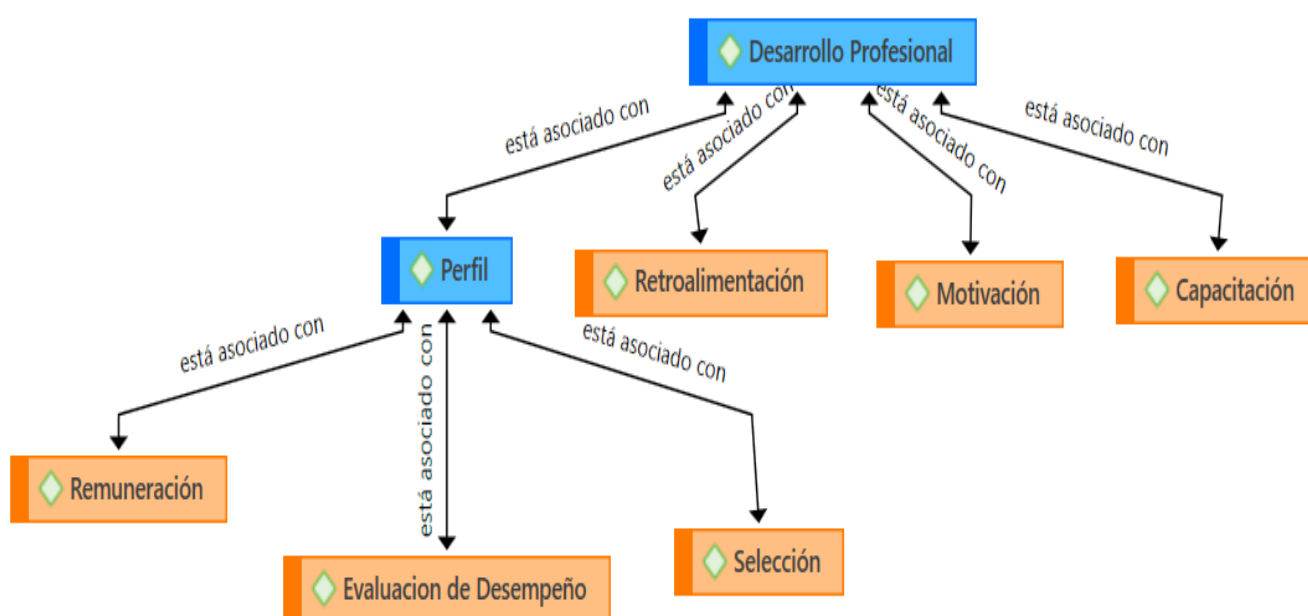 Desarrollo Profesional
está asociado con
está asociado con
está asociado con
está asociado con
Perfil
Retroalimentación
Motivación
Capacitación
está asociado con
está asociado con
está asociado con
Remuneración
Evaluacion de Desempeño
Selección